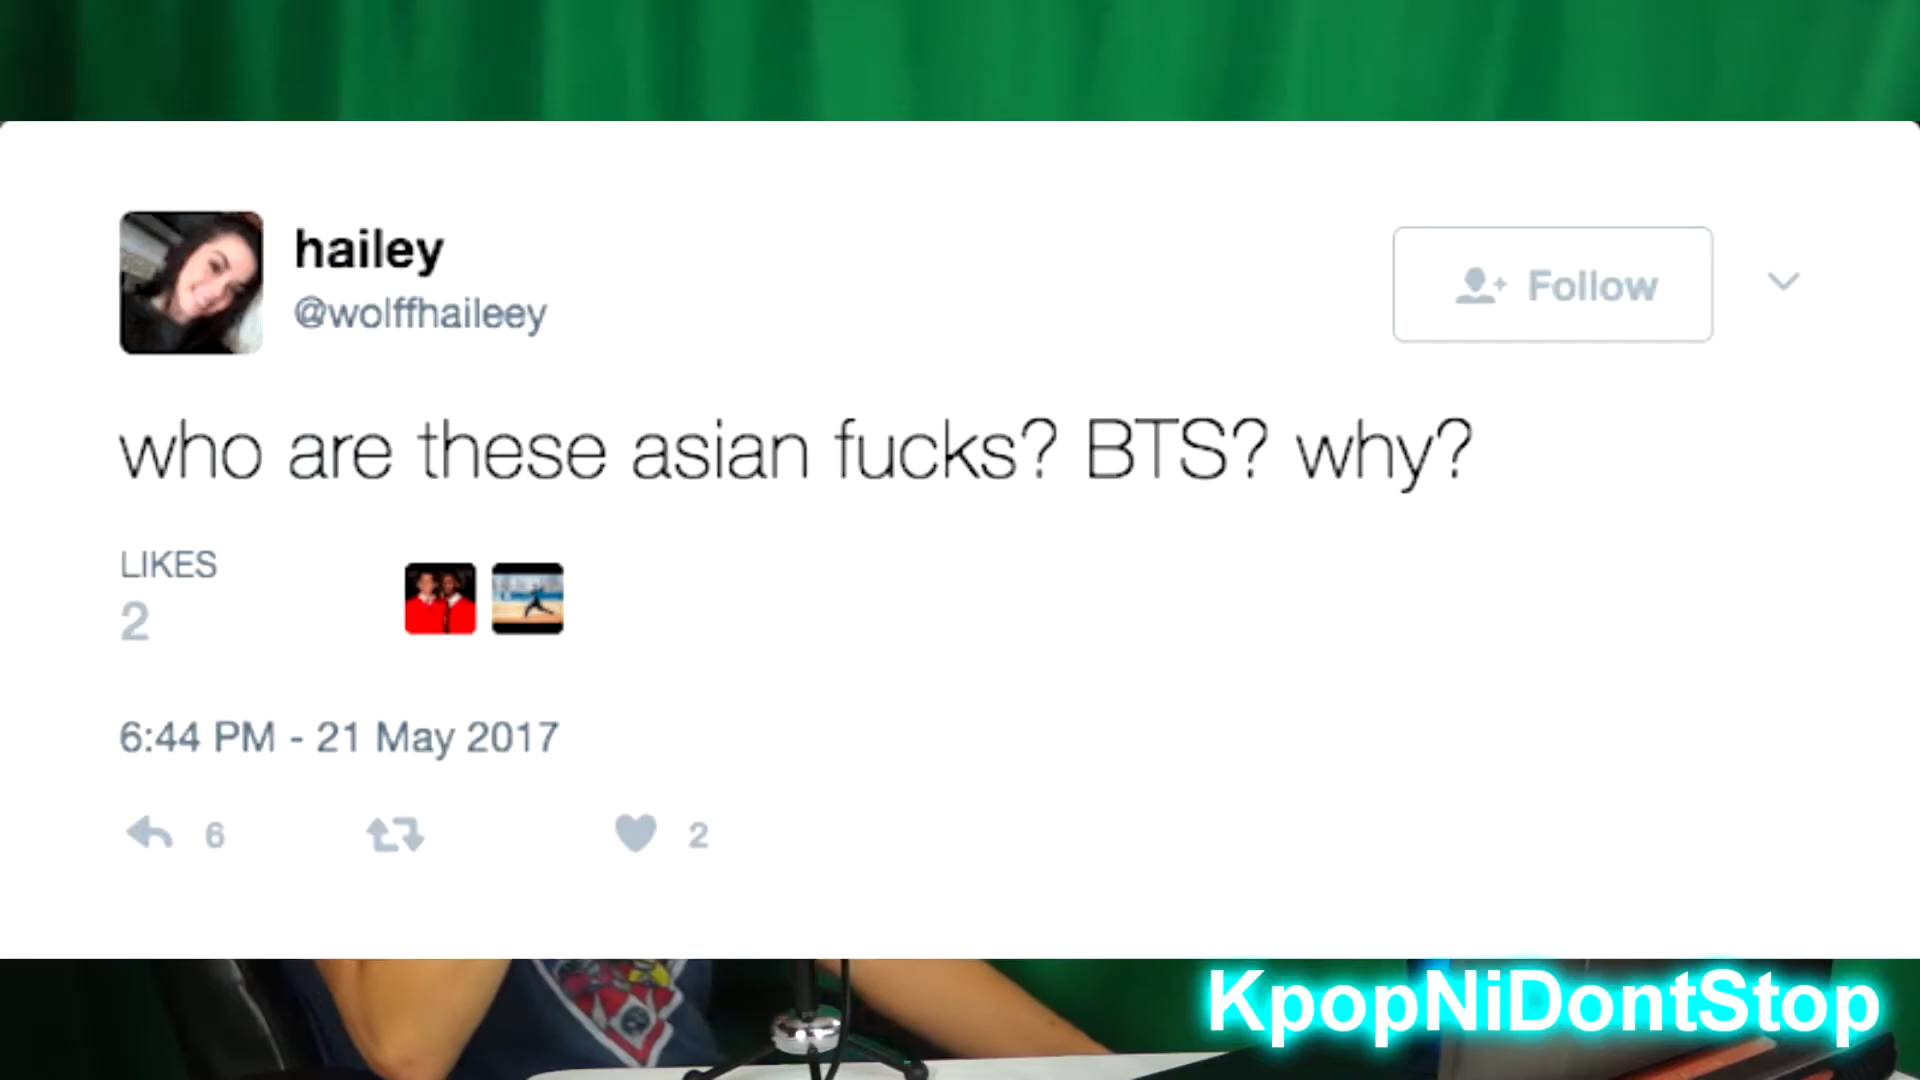 hailey
@wolffhaileey
Follow
who are these asian fucks? BTS? why?
LIKES
2
6:44 PM - 21 May 2017
6
2
KpopNiDontStop